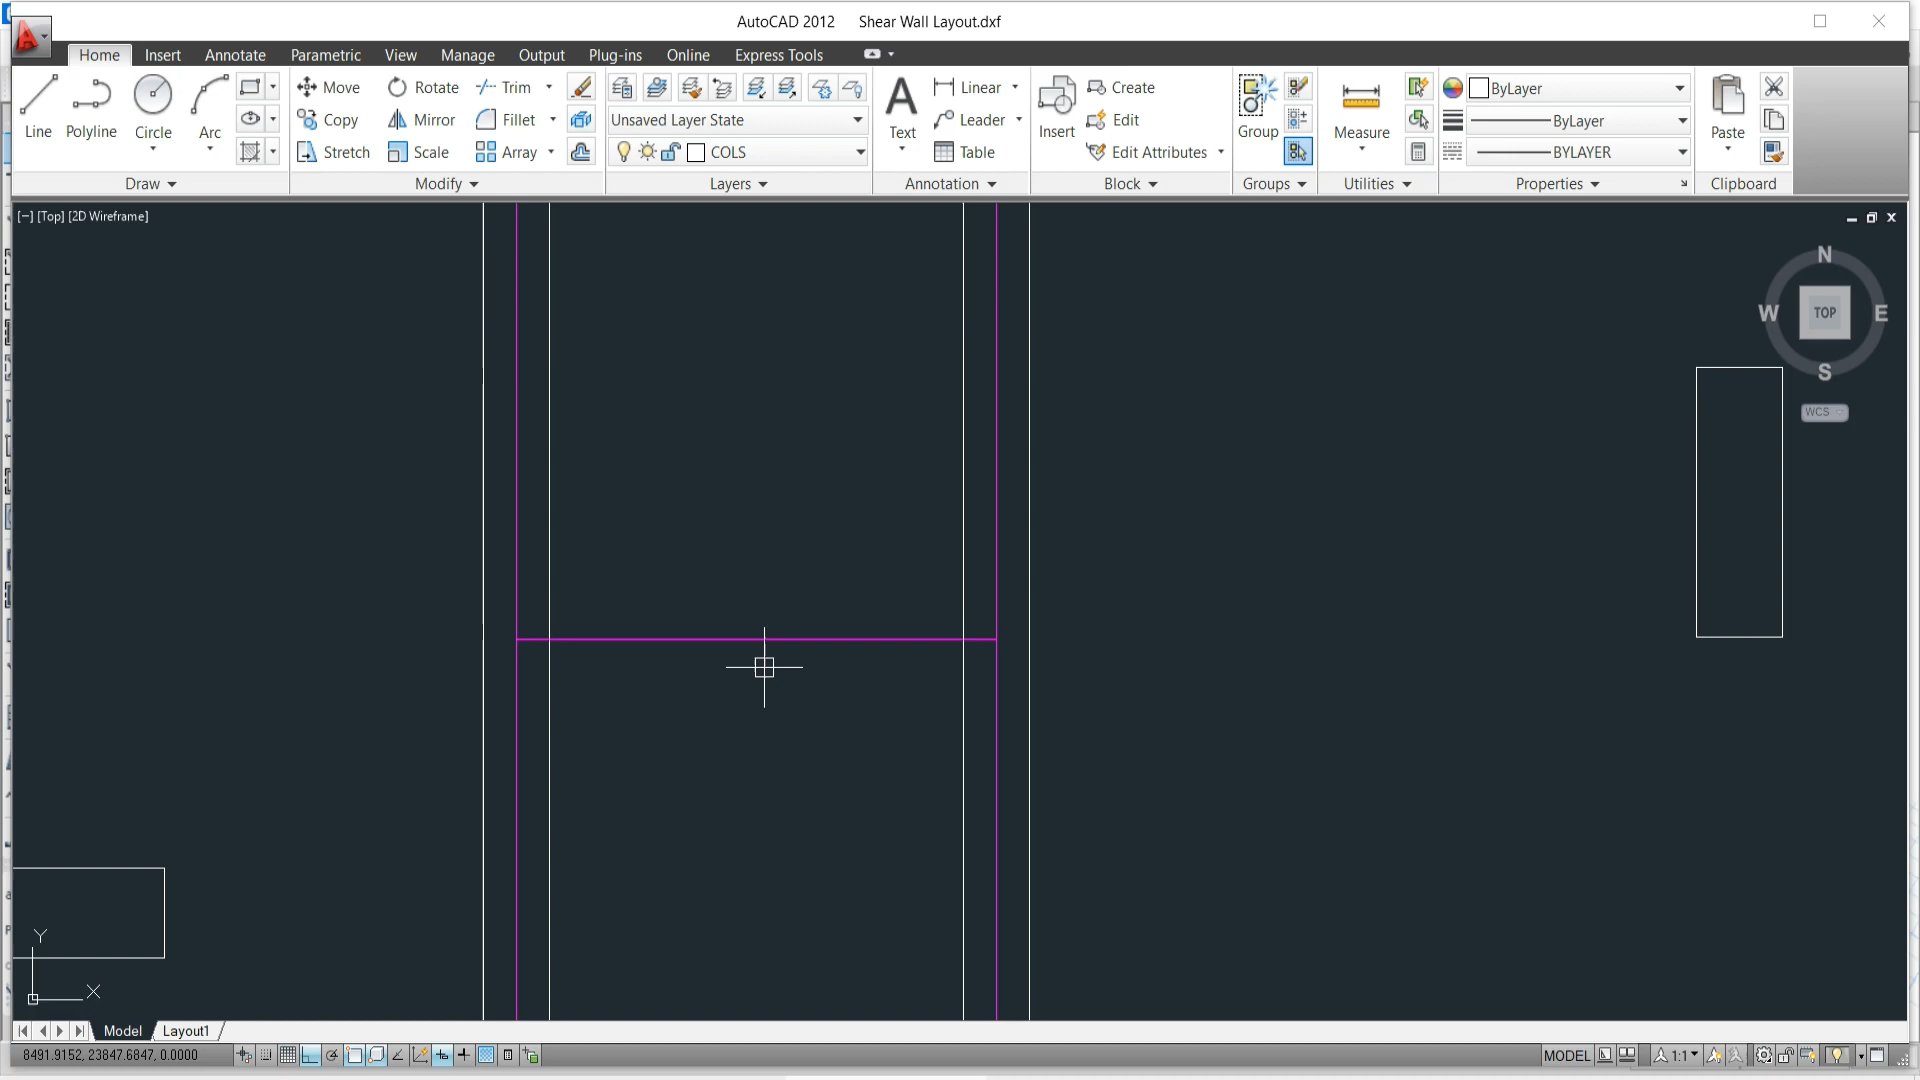 AutoCAD 2012 Shear Wall Layout.dxf
Home Insert Annotate Parametric View Manage Output Plug-ins Online Express Tools
Line Polyline Circle Arc
Move Rotate Trim
Copy Mirror Fillet
Stretch Scale Array
Unsaved Layer State
COLS
Text Linear
Leader
Table
Insert Create
Edit
Edit Attributes
Group
Measure
ByLayer
ByLayer
BYLAYER
Paste
Draw Modify Layers Annotation Block Groups Utilities Properties Clipboard
[−] [Top] [2D Wireframe]
N
W TOP E
S
WCS
Y
X
Model Layout1
8491.9152, 23847.6847, 0.0000
MODEL 1:1